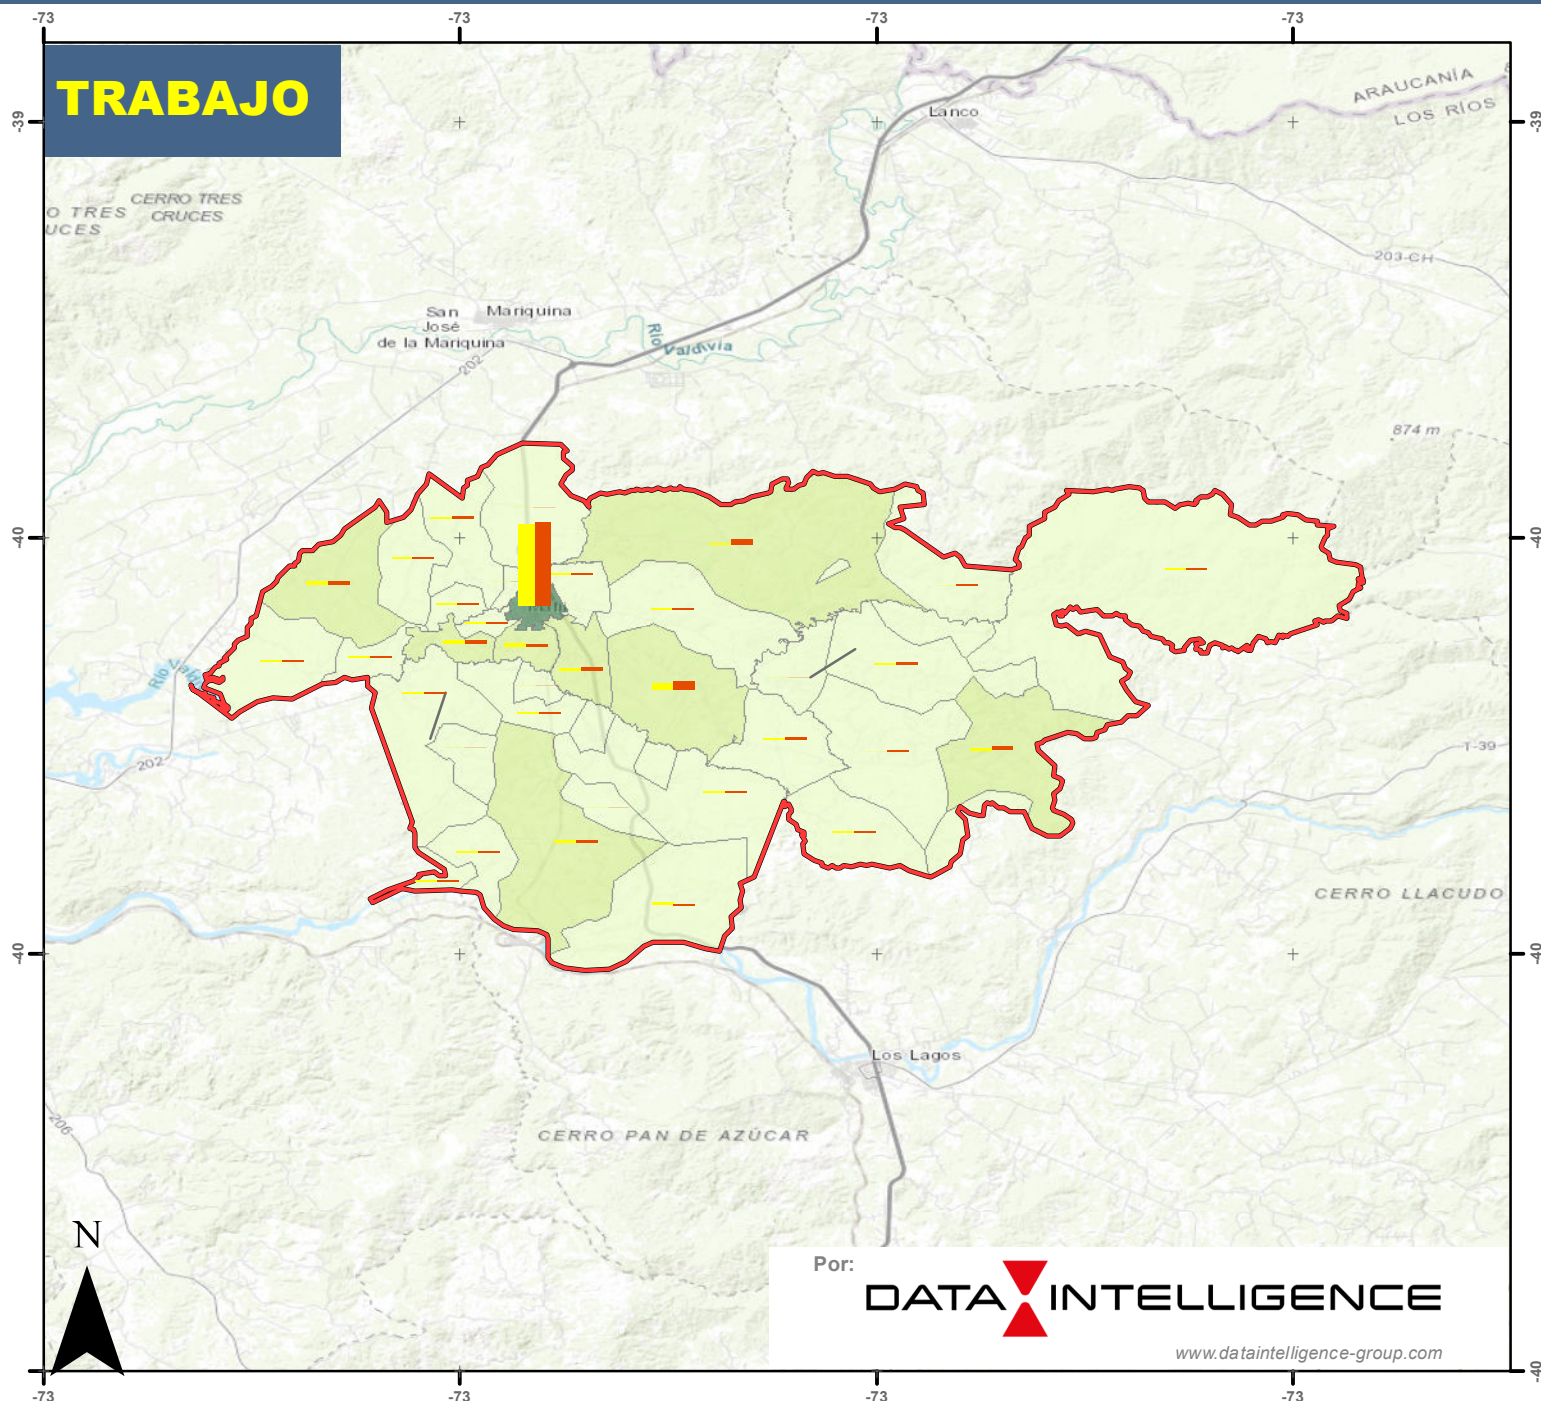 -73
-73
-73
-73
TRABAJO
ARAUCANÍA
LOS RÍOS
Lanco
-39
-39
CERRO TRES
CRUCES
O TRES
UCES
203-CH
San
José
de la Mariquina
Mariquina
Río Valdivia
202
874 m
-40
-40
Río
202
T-39
CERRO LLACUDO
-40
-40
Los Lagos
206
CERRO PAN DE AZÚCAR
N
Por:
DATA INTELLIGENCE
www.dataintelligence-group.com
-40
-73
-73
-73
-73